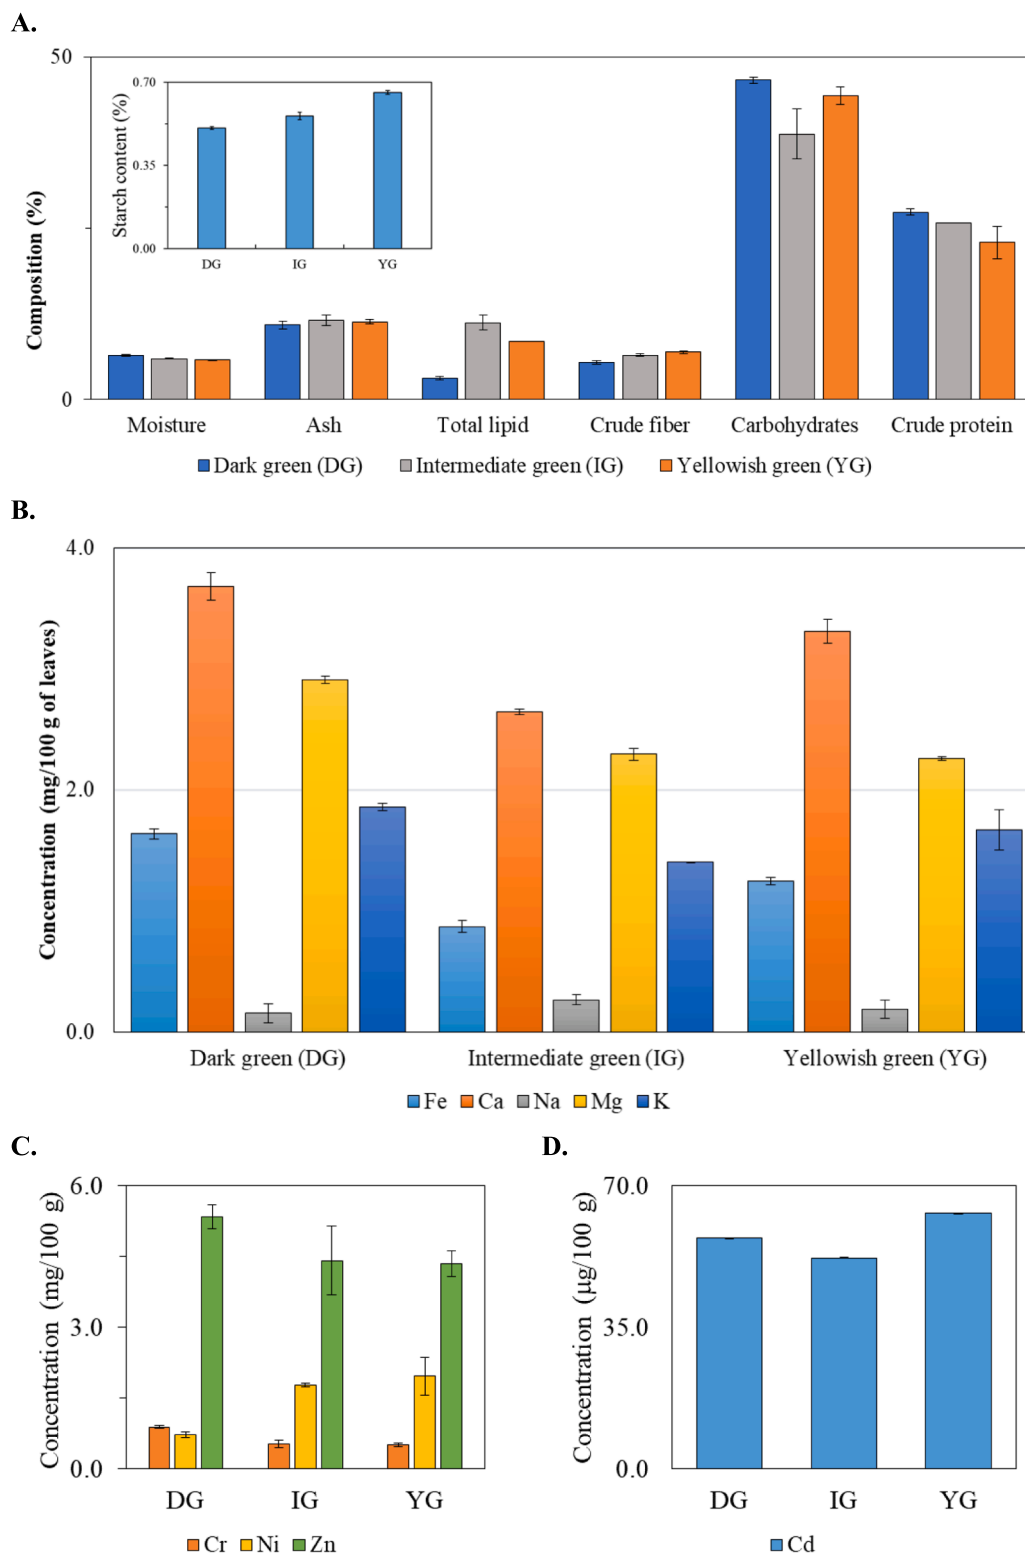 A.
50
0
Composition (%)
0.70
0.35
0.00
Starch content (%)
DG IG YG
Moisture Ash Total lipid Crude fiber Carbohydrates Crude protein
Dark green (DG) Intermediate green (IG) Yellowish green (YG)
B.
4.0
2.0
0.0
Concentration (mg/100 g of leaves)
Dark green (DG) Intermediate green (IG) Yellowish green (YG)
Fe Ca Na Mg K
C.
6.0
3.0
0.0
Concentration (mg/100 g)
DG IG YG
Cr Ni Zn
D.
70.0
35.0
0.0
Concentration (µg/100 g)
DG IG YG
Cd